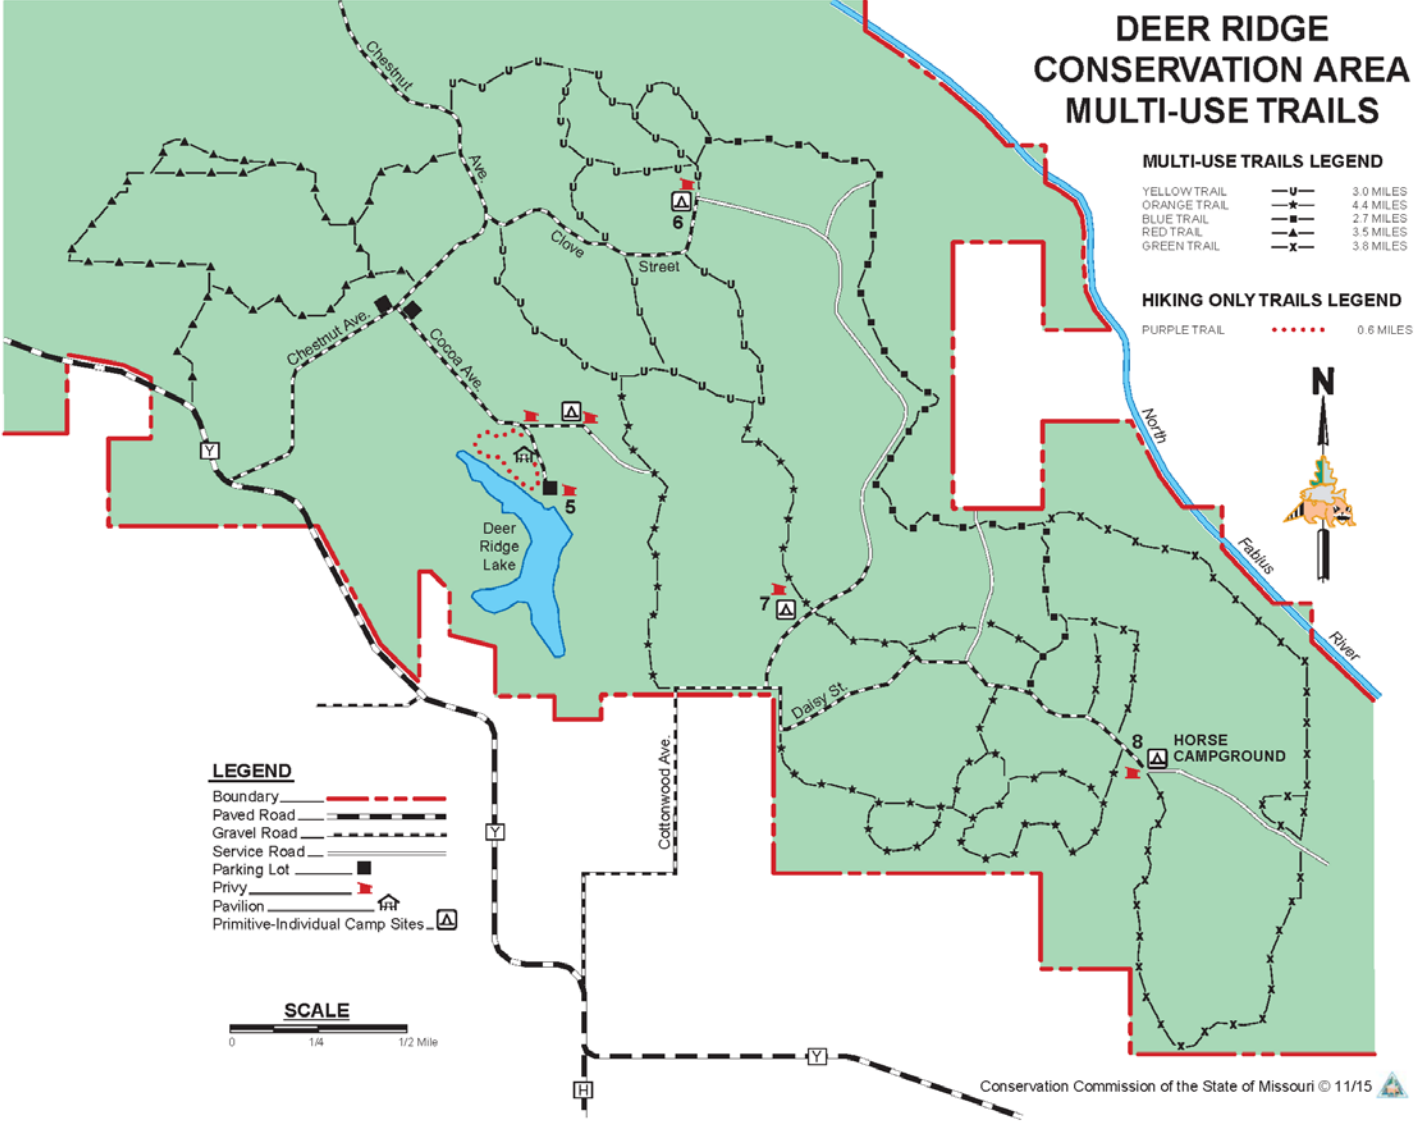 DEER RIDGE
CONSERVATION AREA
MULTI-USE TRAILS
MULTI-USE TRAILS LEGEND
YELLOW TRAIL U 3.0 MILES
ORANGE TRAIL 4.4 MILES
BLUE TRAIL 2.7 MILES
RED TRAIL 3.5 MILES
GREEN TRAIL X 3.8 MILES
HIKING ONLY TRAILS LEGEND
PURPLE TRAIL 0.6 MILES
N
Chestnut
Ave.
6
Clove
Street
Chestnut Ave.
Cocoa Ave.
Y
5
Deer
Ridge
Lake
7
North
Fabius
River
Daisy St.
8
HORSE
CAMPGROUND
Cottonwood Ave.
LEGEND
Boundary
Paved Road
Gravel Road
Service Road
Parking Lot
Privy
Pavilion
Primitive-Individual Camp Sites
Y
SCALE
0 1/4 1/2 Mile
Y
H
Conservation Commission of the State of Missouri © 11/15